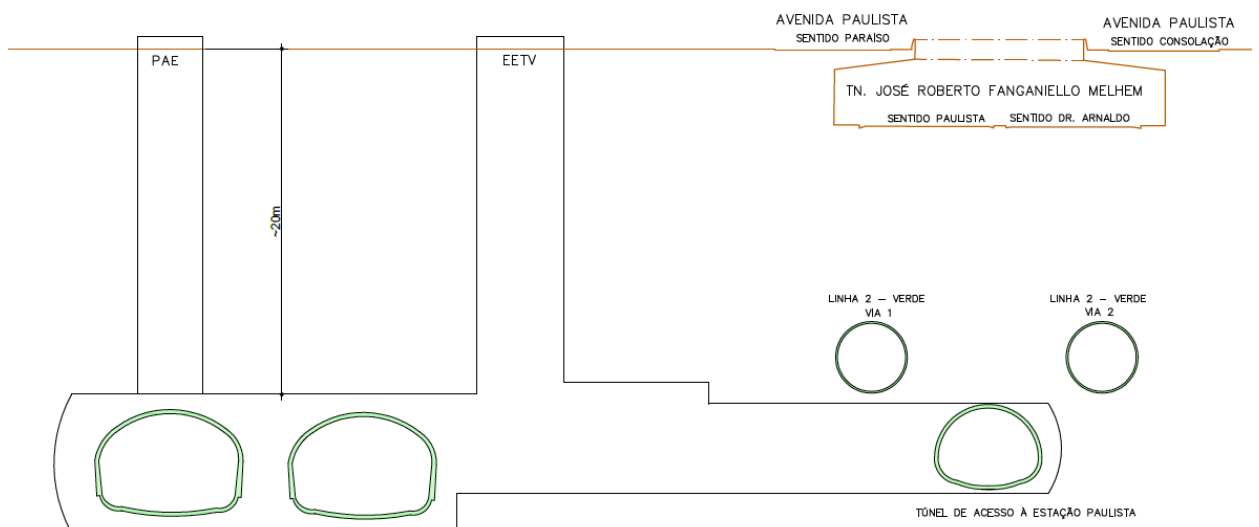 AVENIDA PAULISTA
SENTIDO PARAÍSO
AVENIDA PAULISTA
SENTIDO CONSOLAÇÃO
PAE
EETV
TN. JOSÉ ROBERTO FANGANIELLO MELHEM
SENTIDO PAULISTA
SENTIDO DR. ARNALDO
~20m
LINHA 2 – VERDE
VIA 1
LINHA 2 – VERDE
VIA 2
TÚNEL DE ACESSO À ESTAÇÃO PAULISTA